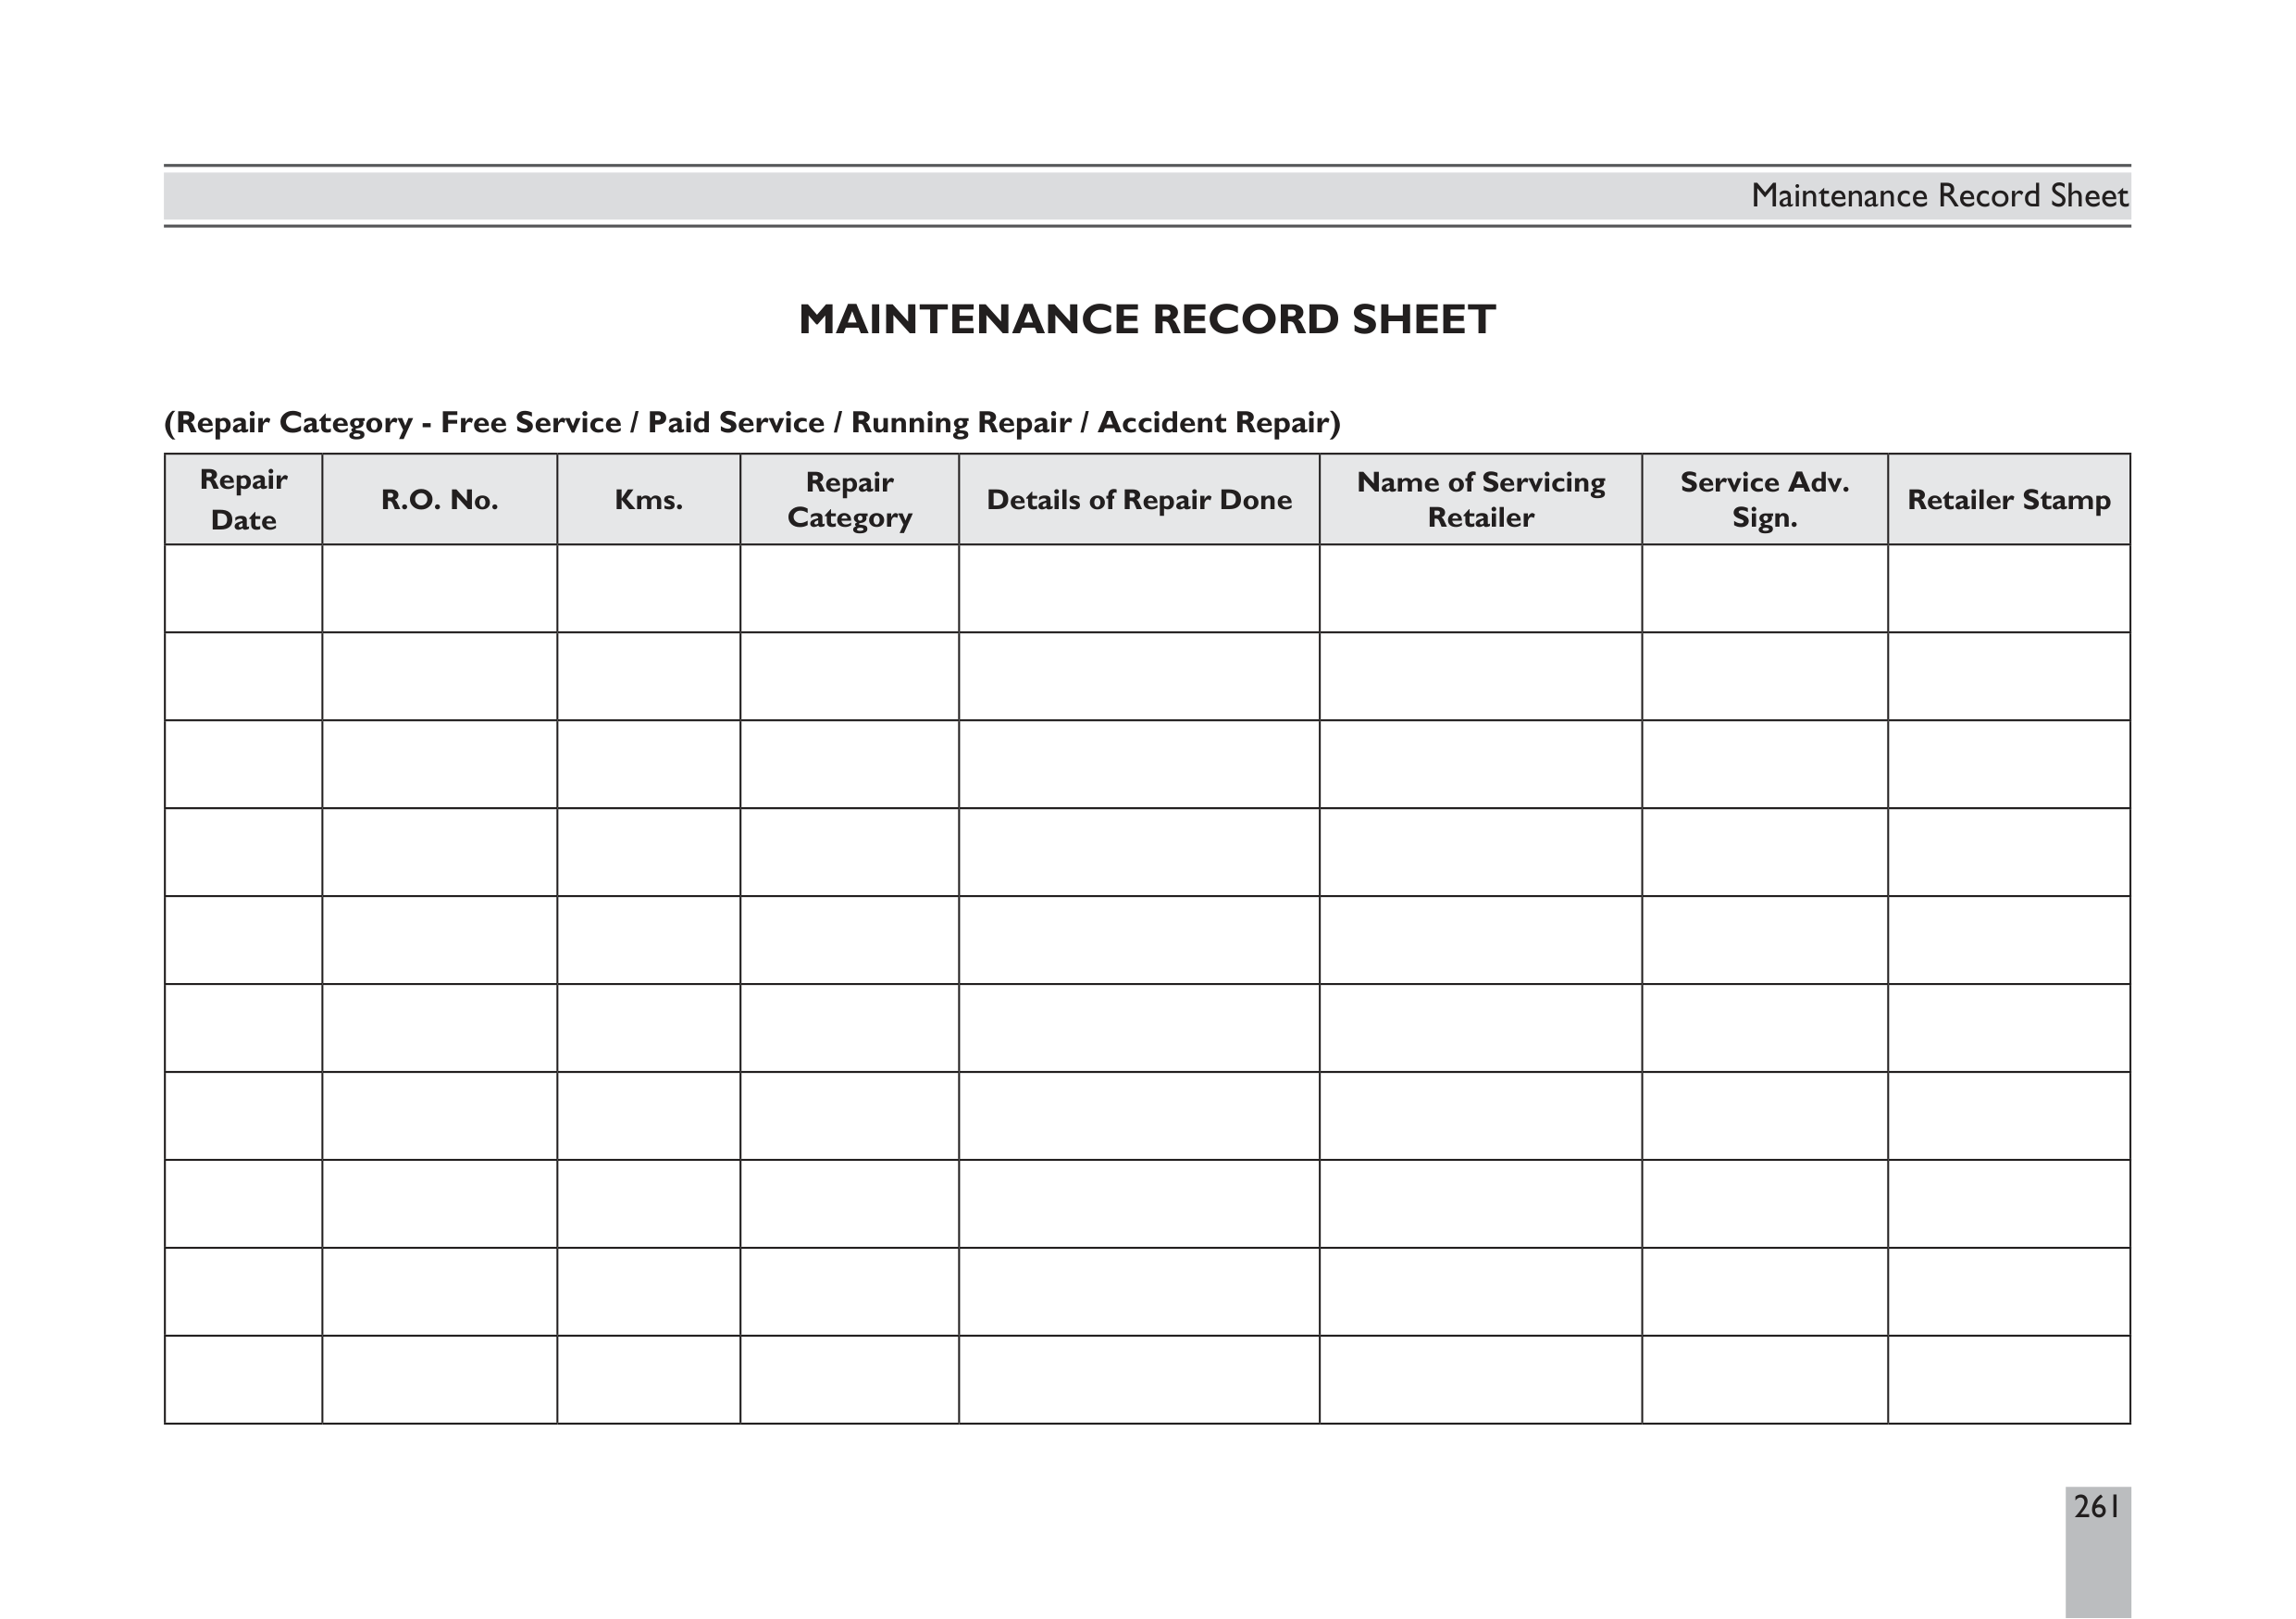 Maintenance Record Sheet
MAINTENANCE RECORD SHEET
(Repair Category - Free Service / Paid Service / Running Repair / Accident Repair)
Repair
Date
R.O. No.
Kms.
Repair
Category
Details of Repair Done
Name of Servicing
Retailer
Service Adv.
Sign.
Retailer Stamp
261